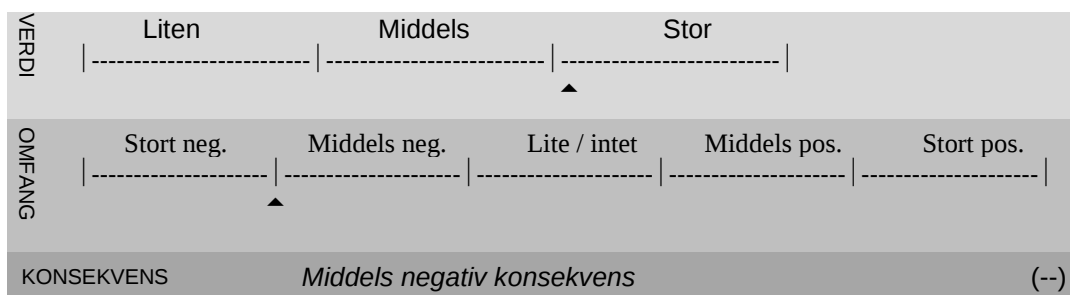 VERDI
Liten Middels Stor
|--------------------------|--------------------------|--------------------------|
OMFANG
Stort neg. Middels neg. Lite / intet Middels pos. Stort pos.
|---------------------|---------------------|---------------------|---------------------|---------------------|
KONSEKVENS Middels negativ konsekvens (--)